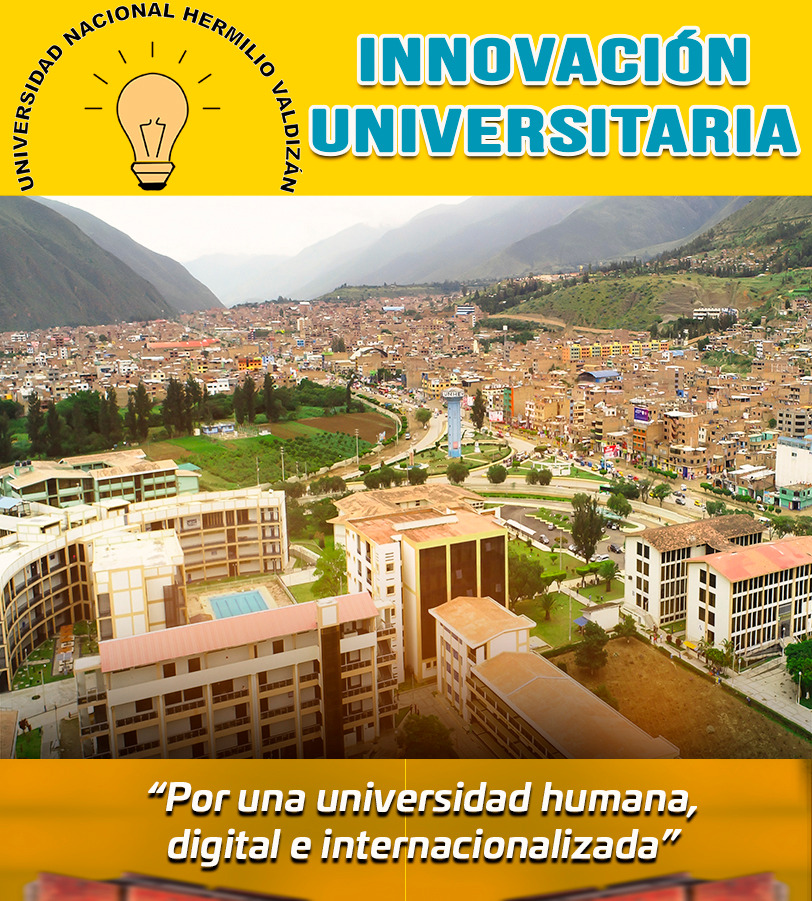 UNIVERSIDAD NACIONAL HERMILIO VALDIZÁN
INNOVACIÓN
UNIVERSITARIA
“Por una universidad humana,
digital e internacionalizada”